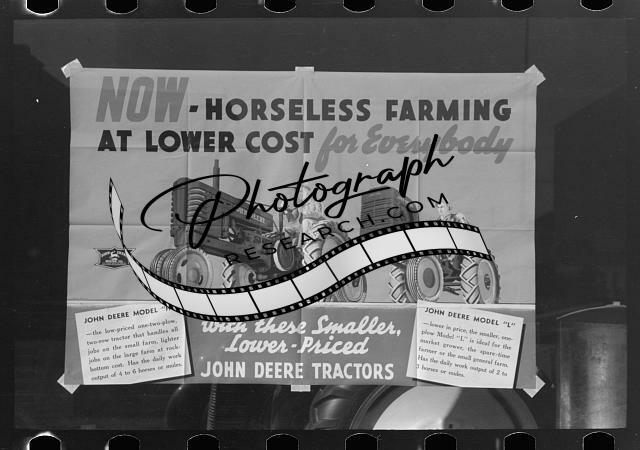 NOW - HORSELESS FARMING
AT LOWER COST for Everybody
Photograph
RESEARCH.COM
JOHN DEERE MODEL
—the low-priced one-two-plow,
two-row tractor that handles all
jobs on the small farm, lighter
jobs on the large farm at rock-
bottom cost. Has the daily work
output of 4 to 6 horses or mules.
with these Smaller,
Lower-Priced
JOHN DEERE TRACTORS
JOHN DEERE MODEL "L"
—lower in price, the smaller, one-
plow Model "L" is ideal for the
market grower, the spare-time
farmer or the small general farm.
Has the daily work output of 2 to
3 horses or mules.